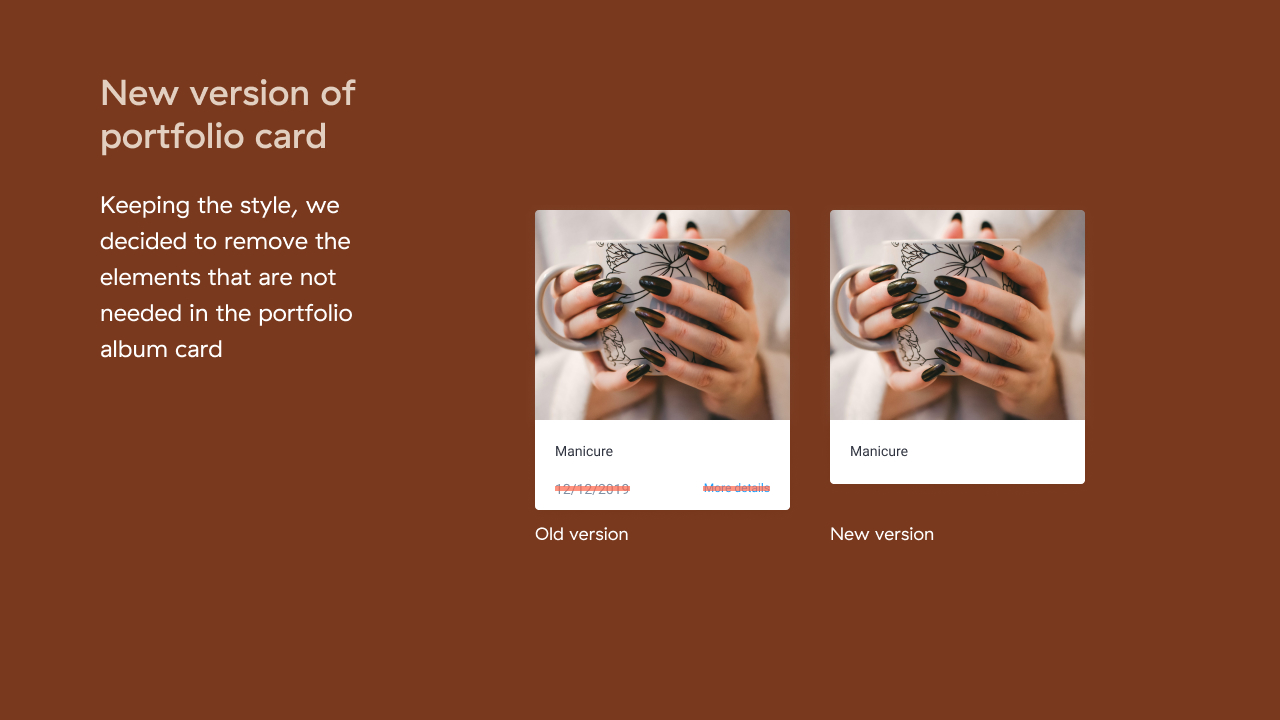 New version of
portfolio card
Keeping the style, we
decided to remove the
elements that are not
needed in the portfolio
album card
Manicure
12/12/2019 More details
Old version
Manicure
New version